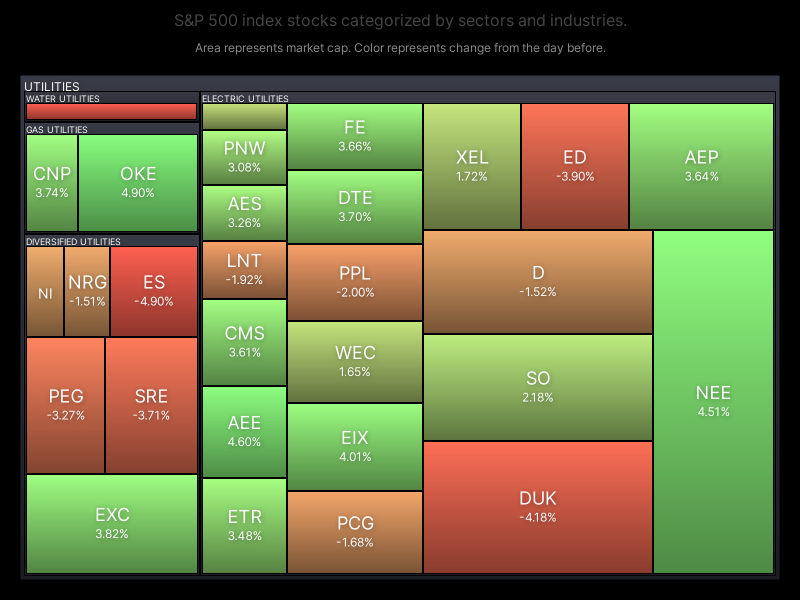 S&P 500 index stocks categorized by sectors and industries.
Area represents market cap. Color represents change from the day before.
UTILITIES
WATER UTILITIES
GAS UTILITIES
CNP
3.74%
OKE
4.90%
DIVERSIFIED UTILITIES
NI
NRG
-1.51%
ES
-4.90%
PEG
-3.27%
SRE
-3.71%
EXC
3.82%
ELECTRIC UTILITIES
PNW
3.08%
AES
3.26%
LNT
-1.92%
CMS
3.61%
AEE
4.60%
ETR
3.48%
FE
3.66%
DTE
3.70%
PPL
-2.00%
WEC
1.65%
EIX
4.01%
PCG
-1.68%
XEL
1.72%
ED
-3.90%
AEP
3.64%
D
-1.52%
SO
2.18%
DUK
-4.18%
NEE
4.51%